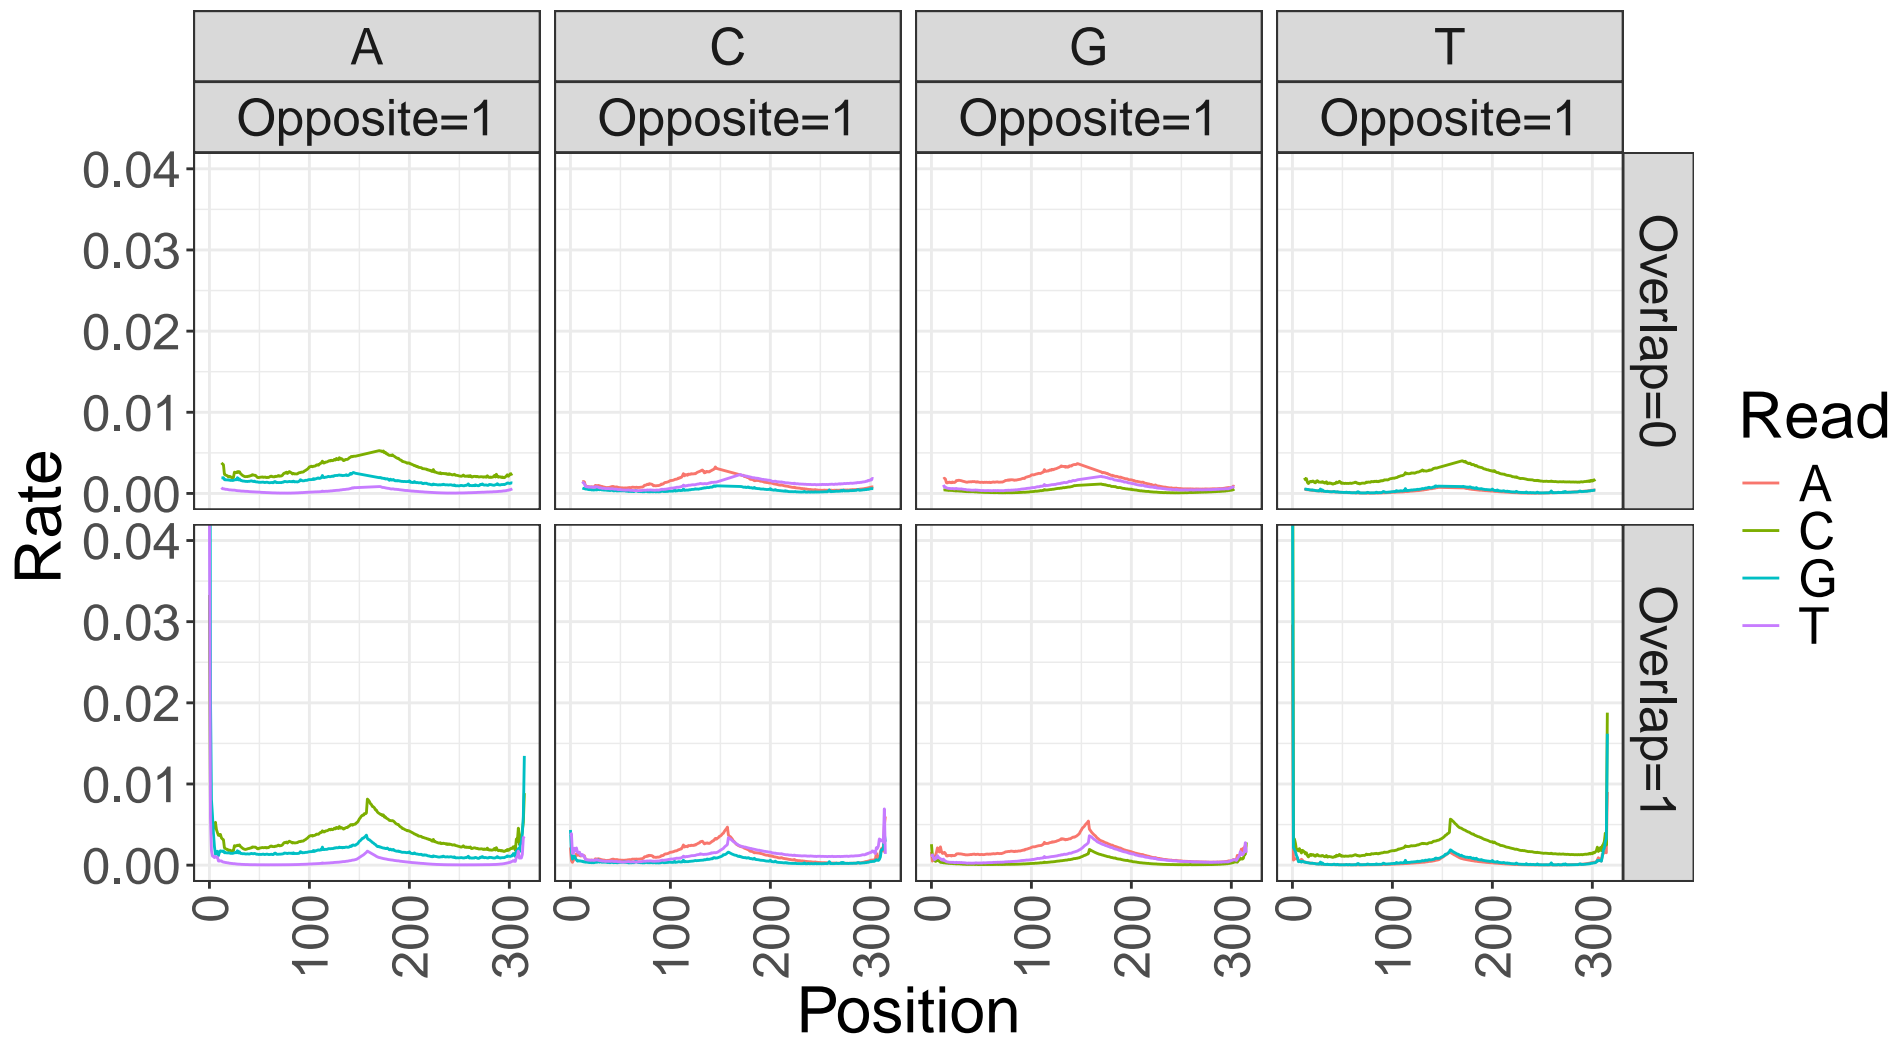 A C G T
Opposite=1 Opposite=1 Opposite=1 Opposite=1
0.04
0.03
0.02
0.01
0.00
Overlap=0
0.04
0.03
0.02
0.01
0.00
Overlap=1
0 100 200 300 0 100 200 300 0 100 200 300 0 100 200 300
Position
Rate
Read
A
C
G
T